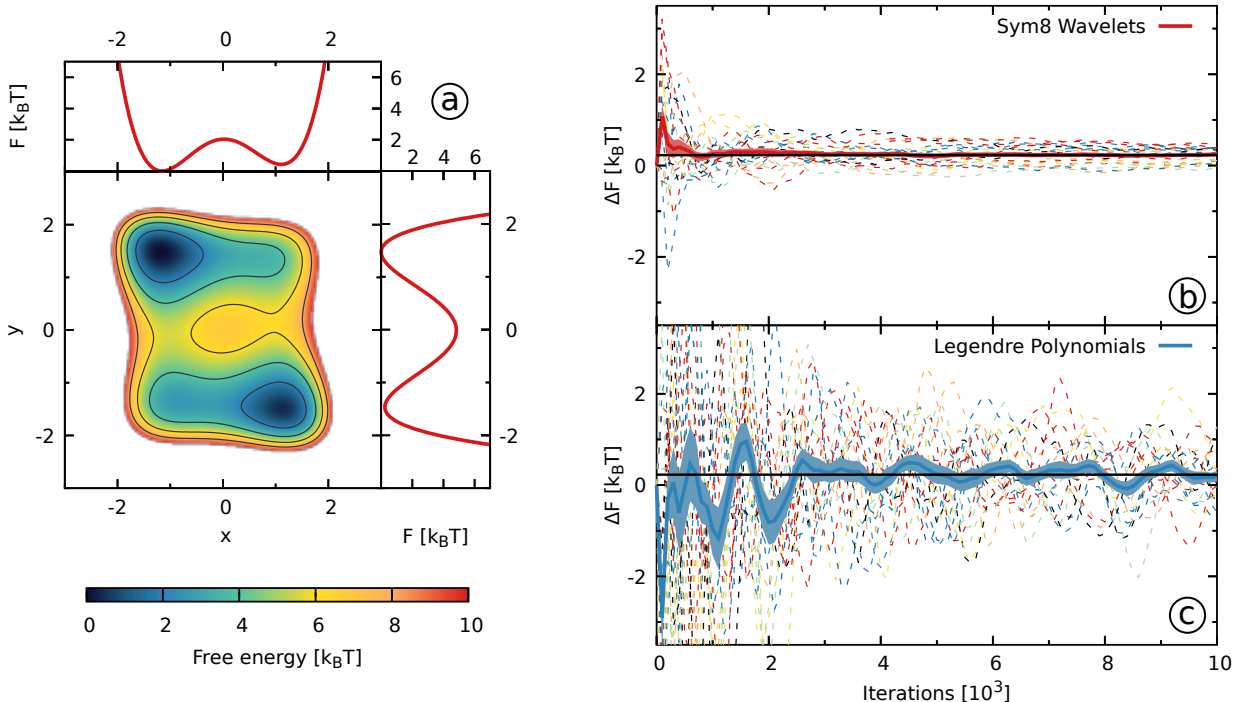 -2 0 2
F [kBT]
6
4
2
0
a
2 4 6
y
2
0
-2
2
0
-2
-2 0 2
x
F [kBT]
0 2 4 6 8 10
Free energy [kBT]
Sym8 Wavelets
ΔF [kBT]
2
0
-2
b
Legendre Polynomials
ΔF [kBT]
2
0
-2
c
0 2 4 6 8 10
Iterations [10³]